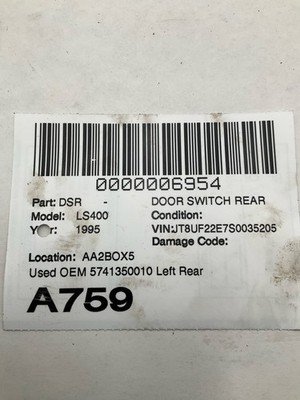 0000006954
Part: DSR - DOOR SWITCH REAR
Model: LS400 Condition:
Year: 1995 VIN:JT8UF22E7S0035205
Damage Code:
Location: AA2BOX5
Used OEM 5741350010 Left Rear
A759